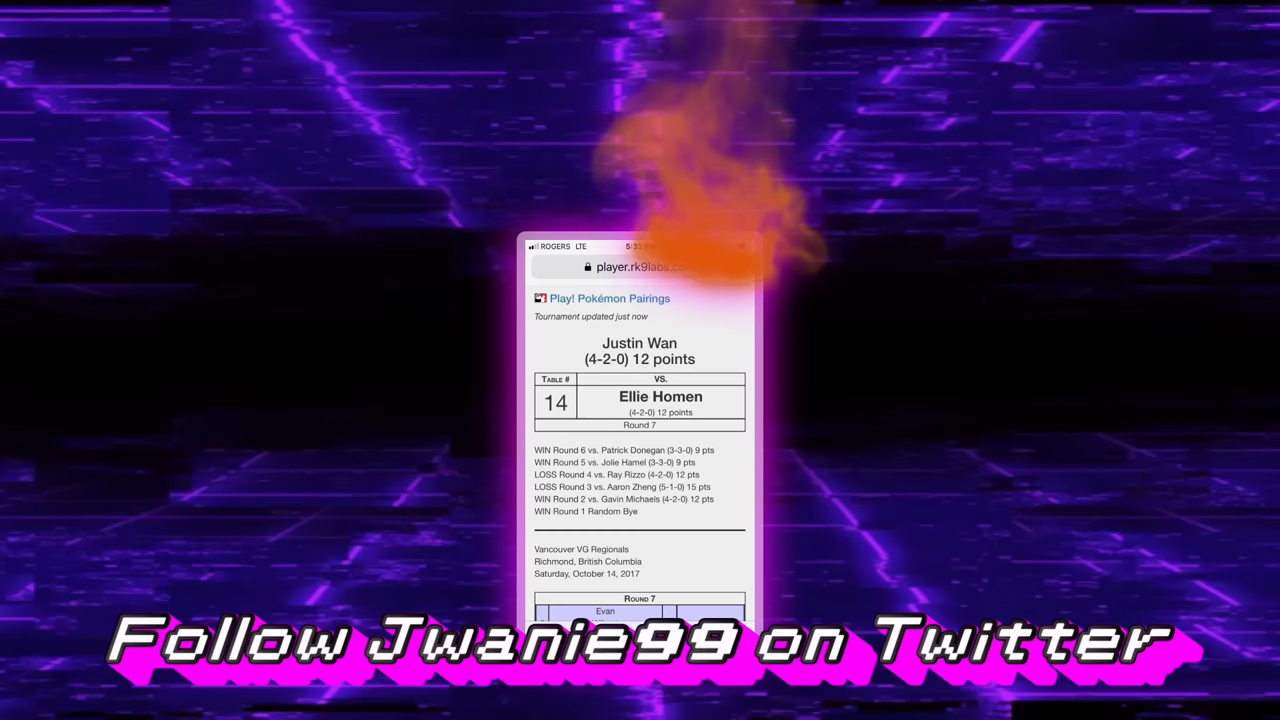 ROGERS LTE
player.rk9labs.com
Play! Pokémon Pairings
Tournament updated just now
Justin Wan
(4-2-0) 12 points
TABLE # VS.
14 Ellie Homen
(4-2-0) 12 points
Round 7
WIN Round 6 vs. Patrick Donegan (3-3-0) 9 pts
WIN Round 5 vs. Jolie Hamel (3-3-0) 9 pts
LOSS Round 4 vs. Ray Rizzo (4-2-0) 12 pts
LOSS Round 3 vs. Aaron Zheng (5-1-0) 15 pts
WIN Round 2 vs. Gavin Michaels (4-2-0) 12 pts
WIN Round 1 Random Bye
Vancouver VG Regionals
Richmond, British Columbia
Saturday, October 14, 2017
ROUND 7
Evan
Follow Jwanie99 on Twitter